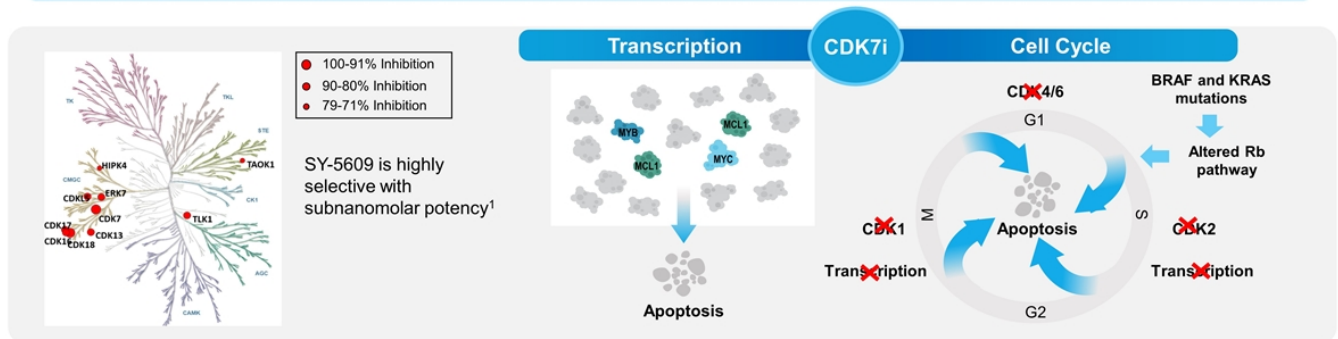 TK
TKL
STE
HIPK4
TAOK1
CMGC
CDKL5
ERK7
CK1
CDK7
TLK1
CDK17
CDK13
CDK16
CDK18
AGC
CAMK
100-91% Inhibition
90-80% Inhibition
79-71% Inhibition
SY-5609 is highly
selective with
subnanomolar potency1
Transcription
CDK7i
Cell Cycle
MYB
MCL1
MCL1
MYC
Apoptosis
CDK4/6
G1
BRAF and KRAS
mutations
Altered Rb
pathway
M
S
CDK1
Apoptosis
CDK2
Transcription
Transcription
G2